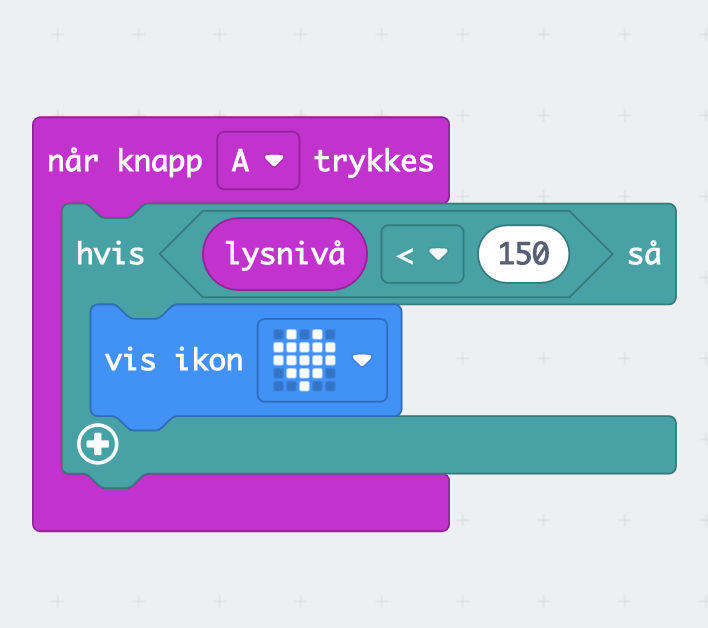 når knapp A trykkes
hvis lysnivå < 150 så
vis ikon